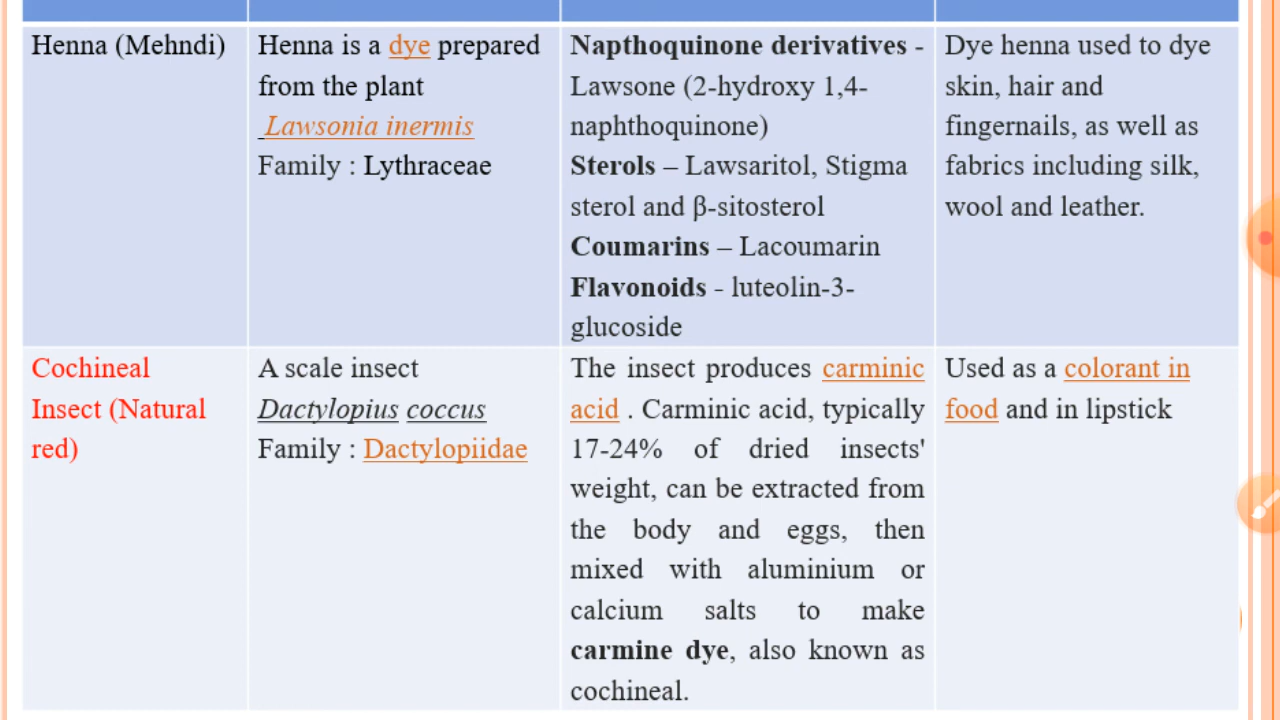 Henna (Mehndi)
Henna is a dye prepared
from the plant
Lawsonia inermis
Family : Lythraceae
Napthoquinone derivatives -
Lawsone (2-hydroxy 1,4-
naphthoquinone)
Sterols – Lawsaritol, Stigma
sterol and β-sitosterol
Coumarins – Lacoumarin
Flavonoids - luteolin-3-
glucoside
Dye henna used to dye
skin, hair and
fingernails, as well as
fabrics including silk,
wool and leather.
Cochineal
Insect (Natural
red)
A scale insect
Dactylopius coccus
Family : Dactylopiidae
The insect produces carminic
acid . Carminic acid, typically
17-24% of dried insects'
weight, can be extracted from
the body and eggs, then
mixed with aluminium or
calcium salts to make
carmine dye, also known as
cochineal.
Used as a colorant in
food and in lipstick